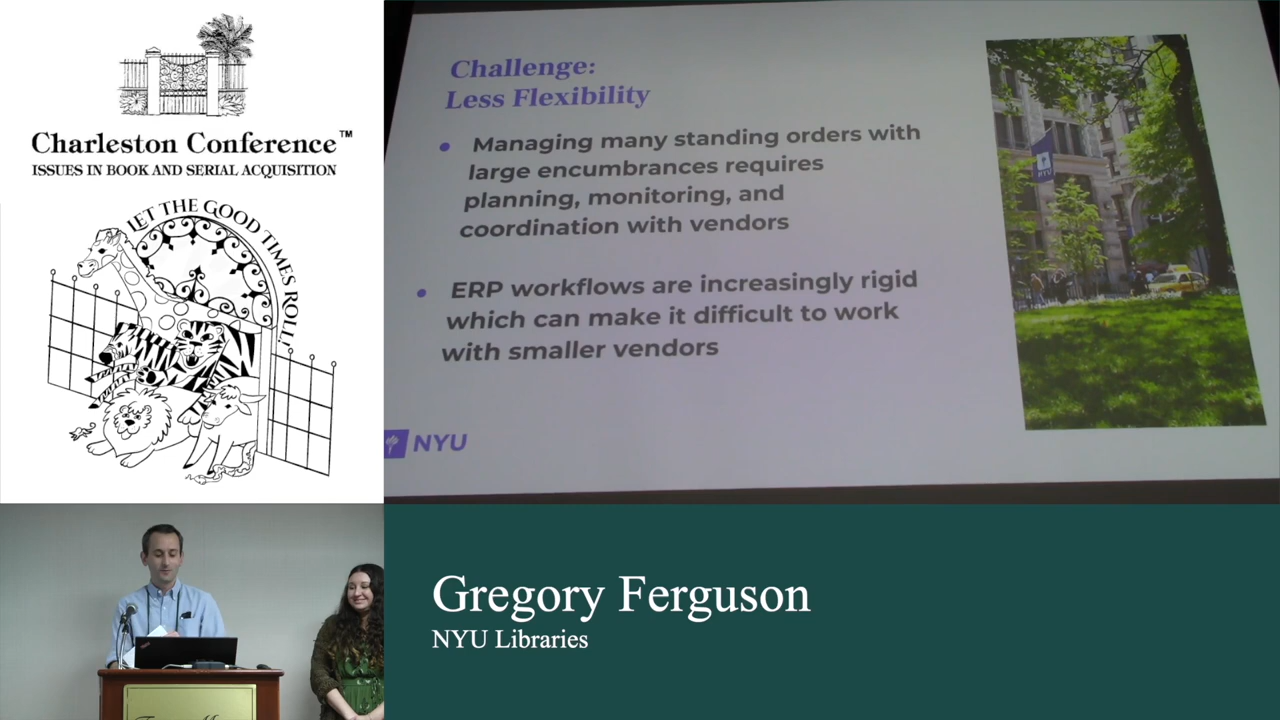 Charleston Conference™
ISSUES IN BOOK AND SERIAL ACQUISITION
LET THE GOOD TIMES ROLL!
Challenge:
Less Flexibility
• Managing many standing orders with
large encumbrances requires
planning, monitoring, and
coordination with vendors
• ERP workflows are increasingly rigid
which can make it difficult to work
with smaller vendors
NYU
Gregory Ferguson
NYU Libraries